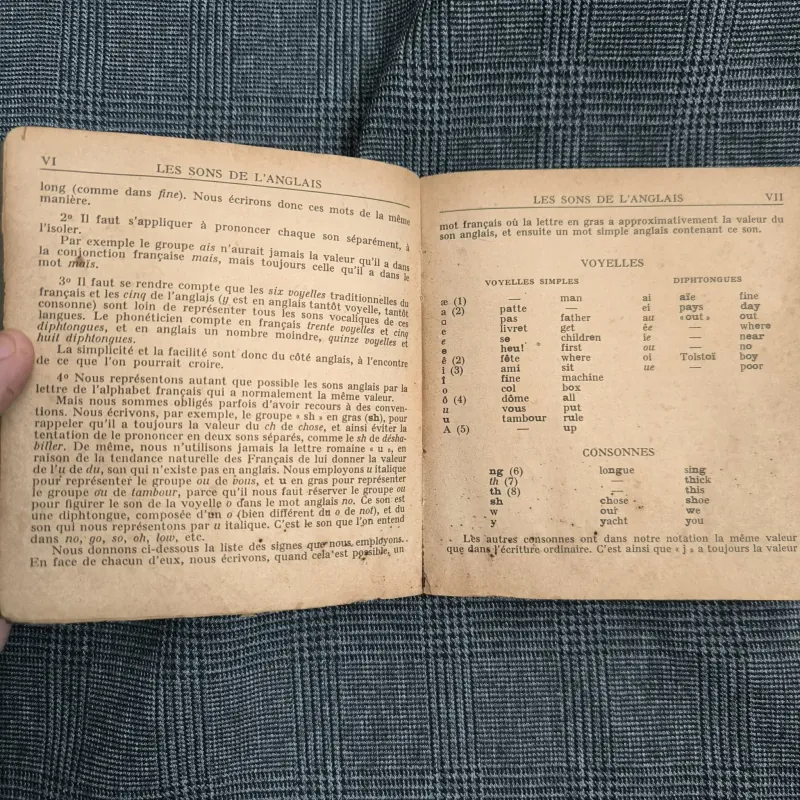 VI
LES SONS DE L'ANGLAIS
long (comme dans fine). Nous écrirons donc ces mots de la même
manière.
2º Il faut s'appliquer à prononcer chaque son séparément, à
l'isoler.
Par exemple le groupe ais n'aurait jamais la valeur qu'il a dans
la conjonction française mais, mais toujours celle qu'il a dans le
mot maïs.
3º Il faut se rendre compte que les six voyelles traditionnelles du
français et les cinq de l'anglais (y est en anglais tantôt voyelle, tantôt
consonne) sont loin de représenter tous les sons vocaliques de ces
langues. Le phonéticien compte en français trente voyelles et cinq
diphtongues, et en anglais un nombre moindre, quinze voyelles et
huit diphtongues.
La simplicité et la facilité sont donc du côté anglais, à l'encontre
de ce que l'on pourrait croire.
4º Nous représentons autant que possible les sons anglais par la
lettre de l'alphabet français qui a normalement la même valeur.
Mais nous sommes obligés parfois d'avoir recours à des conven-
tions. Nous écrivons, par exemple, le groupe « sh » en gras (sh), pour
rappeler qu'il a toujours la valeur du ch de chose, et ainsi éviter la
tentation de le prononcer en deux sons séparés, comme le sh de désha-
biller. De même, nous n'utilisons jamais la lettre romaine « u », en
raison de la tendance naturelle des Français de lui donner la valeur
de l'u de du, son qui n'existe pas en anglais. Nous employons u italique
pour représenter le groupe ou de vous, et u en gras pour représenter
le groupe ou de tambour, parce qu'il nous faut réserver le groupe ou
pour figurer le son de la voyelle o dans le mot anglais no. Ce son est
une diphtongue, composée d'un o (bien différent du o de not), et du
son qui nous représentons par u italique. C'est le son que l'on entend
dans no, go, so, oh, low, etc.
Nous donnons ci-dessous la liste des signes que nous employons.
En face de chacun d'eux, nous écrivons, quand cela est possible, un
LES SONS DE L'ANGLAIS
VII
mot français où la lettre en gras a approximativement la valeur du
son anglais, et ensuite un mot simple anglais contenant ce son.
VOYELLES
VOYELLES SIMPLES DIPHTONGUES
æ (1) — man ai aïe fine
a (2) patte — ei pays day
ɑ pas father au «out» out
e livret get êe — where
e se children ie — near
e heu! first ou — no
ê (2) fête where oi Tolstoï boy
i (3) ami sit ue — poor
î fine machine
o col box
ô (4) dôme all
u vous put
u tambour rule
A (5) — up
CONSONNES
ng (6) longue sing
th (7) — thick
th (8) — this
sh chose shoe
w our we
y yacht you
Les autres consonnes ont dans notre notation la même valeur
que dans l'écriture ordinaire. C'est ainsi que « j » a toujours la valeur